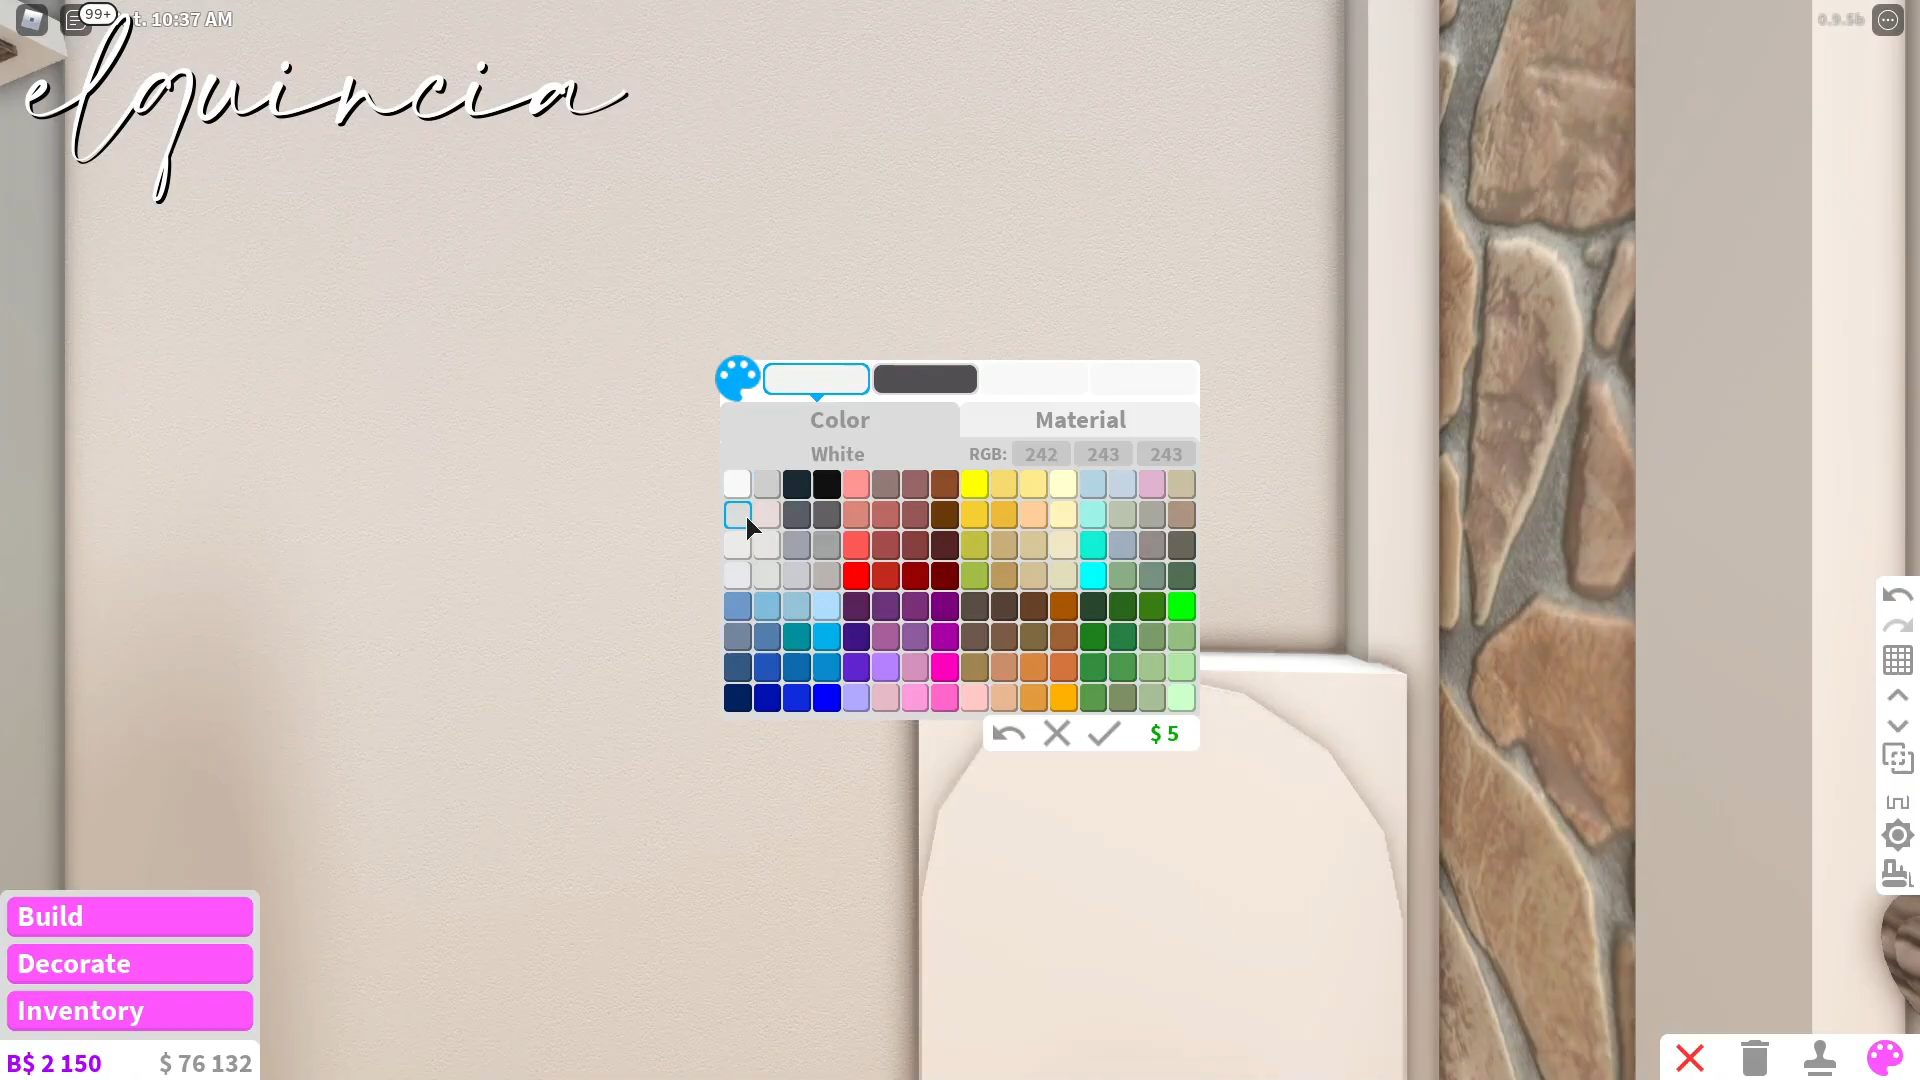 99+ t. 10:37 AM
0.9.5b
elquincia
Color
Material
White
RGB: 242 243 243
$ 5
Build
Decorate
Inventory
B$ 2 150 $ 76 132